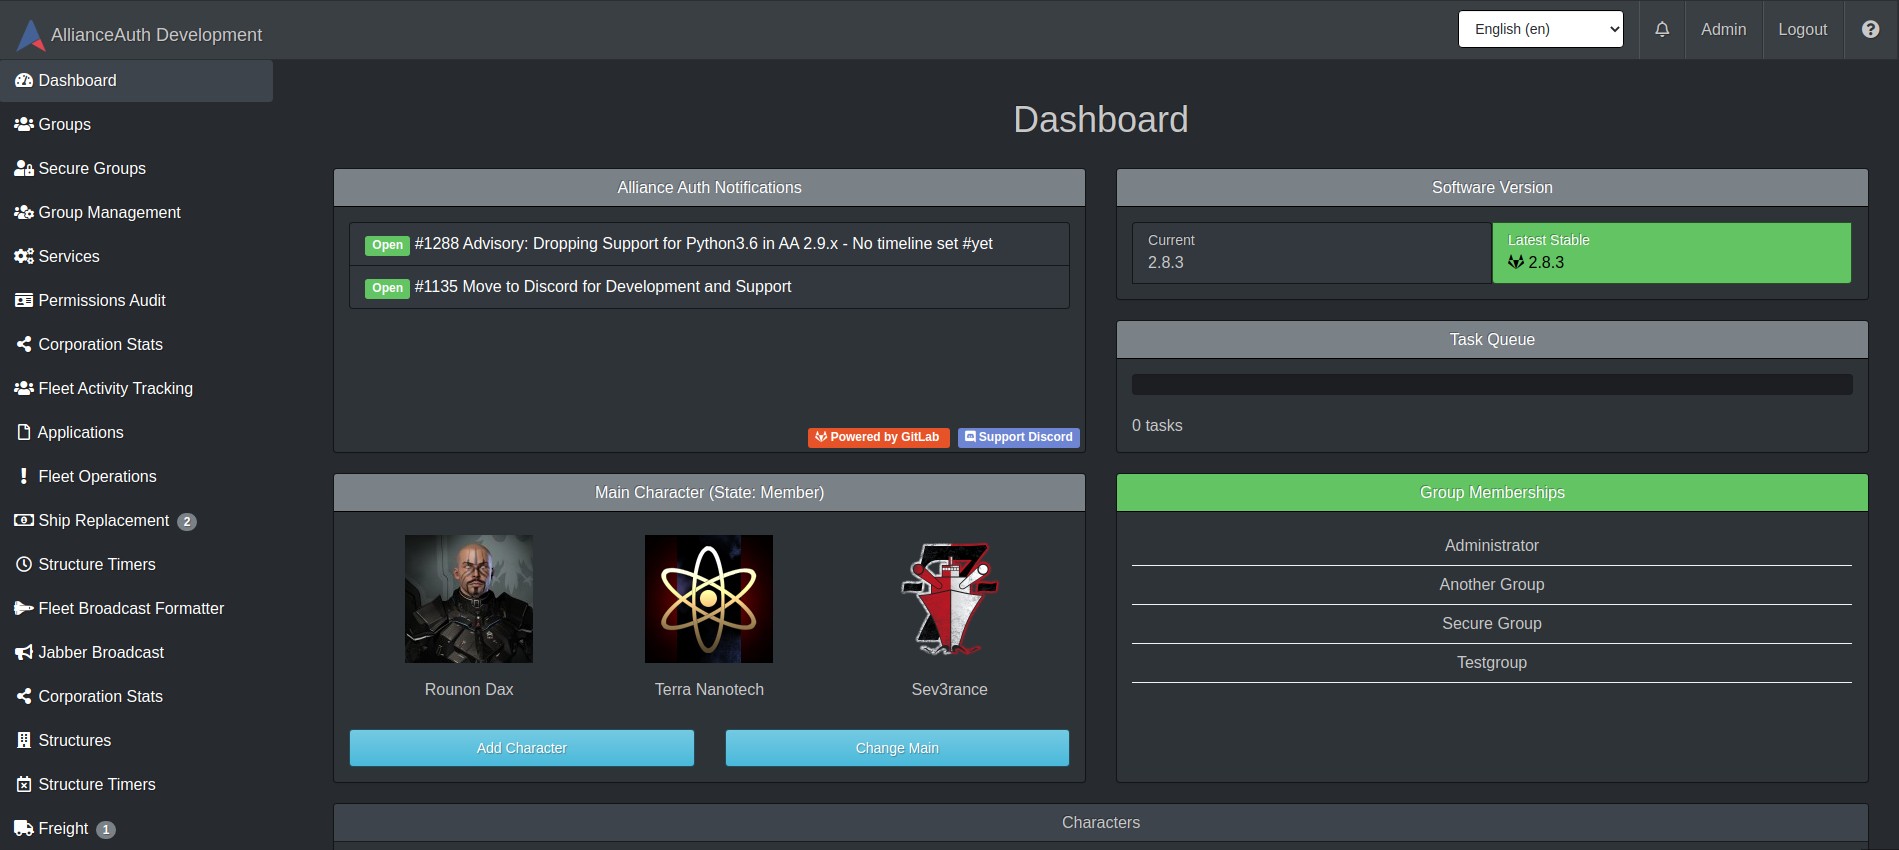 AllianceAuth Development
English (en)
Admin
Logout
Dashboard
Groups
Secure Groups
Group Management
Services
Permissions Audit
Corporation Stats
Fleet Activity Tracking
Applications
Fleet Operations
Ship Replacement 2
Structure Timers
Fleet Broadcast Formatter
Jabber Broadcast
Corporation Stats
Structures
Structure Timers
Freight 1
Dashboard
Alliance Auth Notifications
Open #1288 Advisory: Dropping Support for Python3.6 in AA 2.9.x - No timeline set #yet
Open #1135 Move to Discord for Development and Support
Powered by GitLab
Support Discord
Software Version
Current
2.8.3
Latest Stable
2.8.3
Task Queue
0 tasks
Main Character (State: Member)
Rounon Dax
Terra Nanotech
Sev3rance
Add Character
Change Main
Group Memberships
Administrator
Another Group
Secure Group
Testgroup
Characters